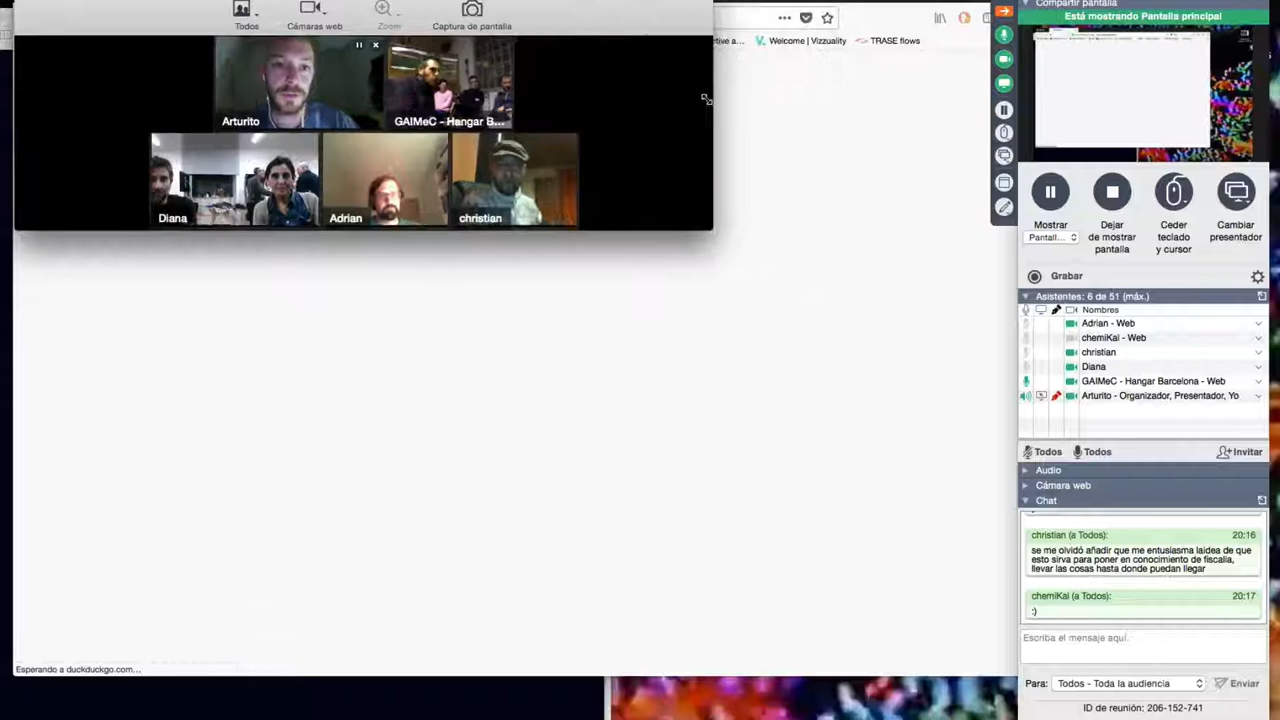 Todos
Cámaras web
Zoom
Captura de pantalla
Arturito
GAIMeC - Hangar B...
Diana
Adrian
christian
ctive a...
Welcome | Vizzuality
TRASE flows
Esperando a duckduckgo.com...
Compartir pantalla
Está mostrando Pantalla principal
Mostrar
Pantall...
Dejar
de mostrar
pantalla
Ceder
teclado
y cursor
Cambiar
presentador
Grabar
Asistentes: 6 de 51 (máx.)
Nombres
Adrian - Web
chemiKai - Web
christian
Diana
GAIMeC - Hangar Barcelona - Web
Arturito - Organizador, Presentador, Yo
Todos
Todos
Invitar
Audio
Cámara web
Chat
christian (a Todos): 20:16
se me olvidó añadir que me entusiasma laidea de que
esto sirva para poner en conocimiento de fiscalía,
llevar las cosas hasta donde puedan llegar
chemiKai (a Todos): 20:17
:)
Escriba el mensaje aquí.
Para: Todos - Toda la audiencia
Enviar
ID de reunión: 206-152-741